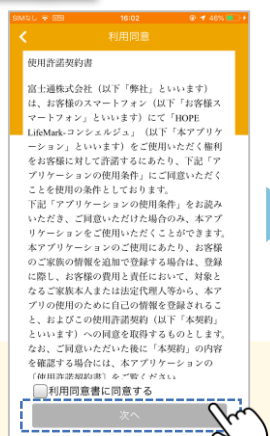 SIMなし 16:02 46%
利用同意
使用許諾契約書
富士通株式会社（以下「弊社」といいます）
は、お客様のスマートフォン（以下「お客様ス
マートフォン」といいます）にて「HOPE
LifeMark-コンシェルジュ」（以下「本アプリケ
ーション」といいます）をご使用いただく権利
をお客様に対して許諾するにあたり、下記「ア
プリケーションの使用条件」にご同意いただく
ことを使用の条件としております。
下記「アプリケーションの使用条件」をお読み
いただき、ご同意いただけた場合のみ、本アプ
リケーションをご使用いただくことができます。
本アプリケーションのご使用にあたり、お客様
のご家族の情報を追加で登録する場合は、登録
に際し、お客様の費用と責任において、対象と
なるご家族本人または法定代理人等から、本ア
プリの使用のために自己の情報を登録されるこ
と、およびこの使用許諾契約（以下「本契約」
といいます）への同意を取得するものとします。
なお、ご同意いただいた後に「本契約」の内容
を確認する場合には、本アプリケーションの
「使用許諾契約書」をご覧ください
利用同意書に同意する
次へ